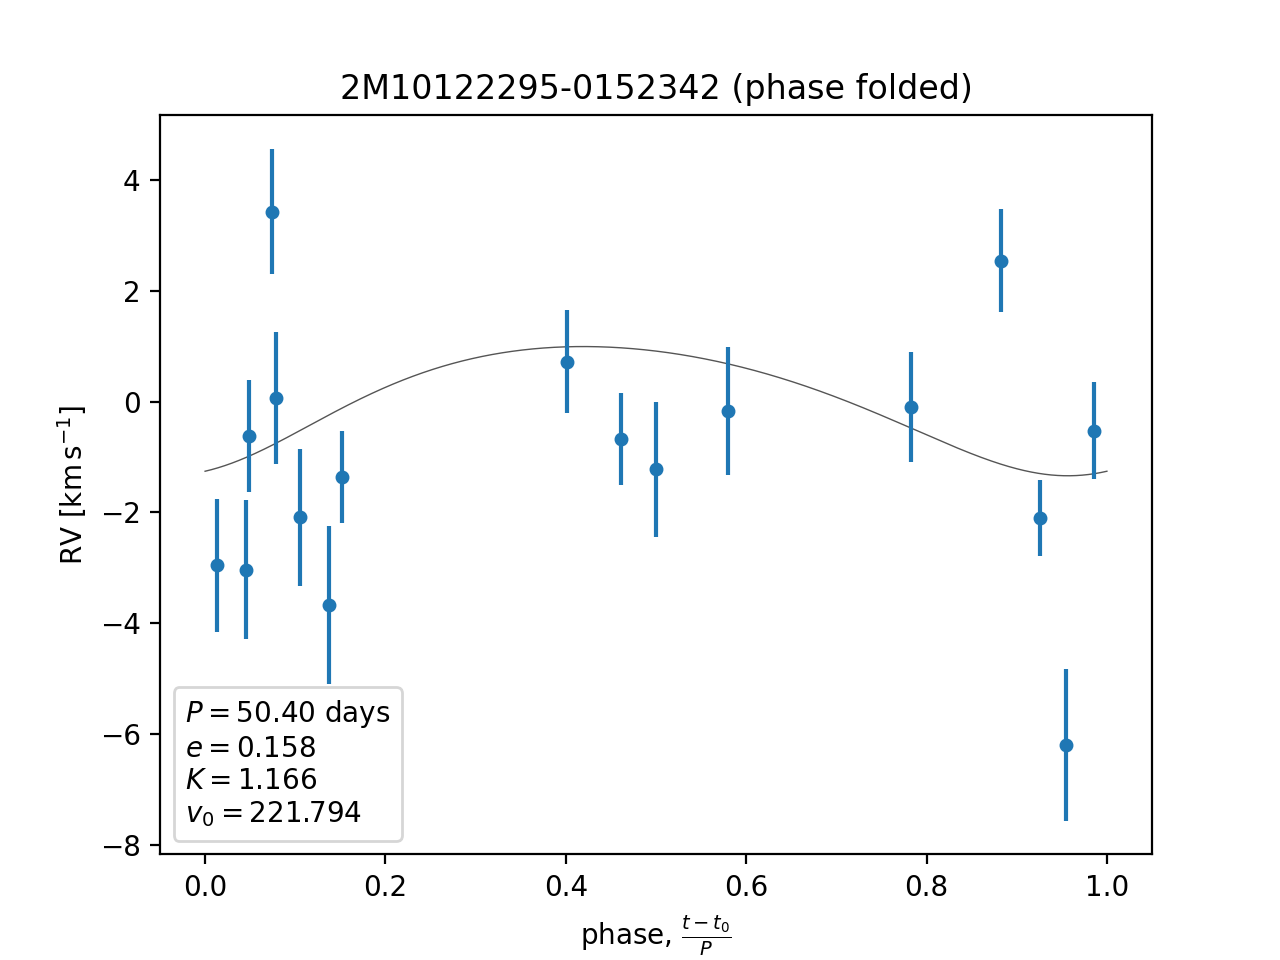 2M10122295-0152342 (phase folded)
4
2
0
−2
−4
−6
−8
RV [km s⁻¹]
P = 50.40 days
e = 0.158
K = 1.166
v₀ = 221.794
0.0 0.2 0.4 0.6 0.8 1.0
phase, (t − t₀)/P